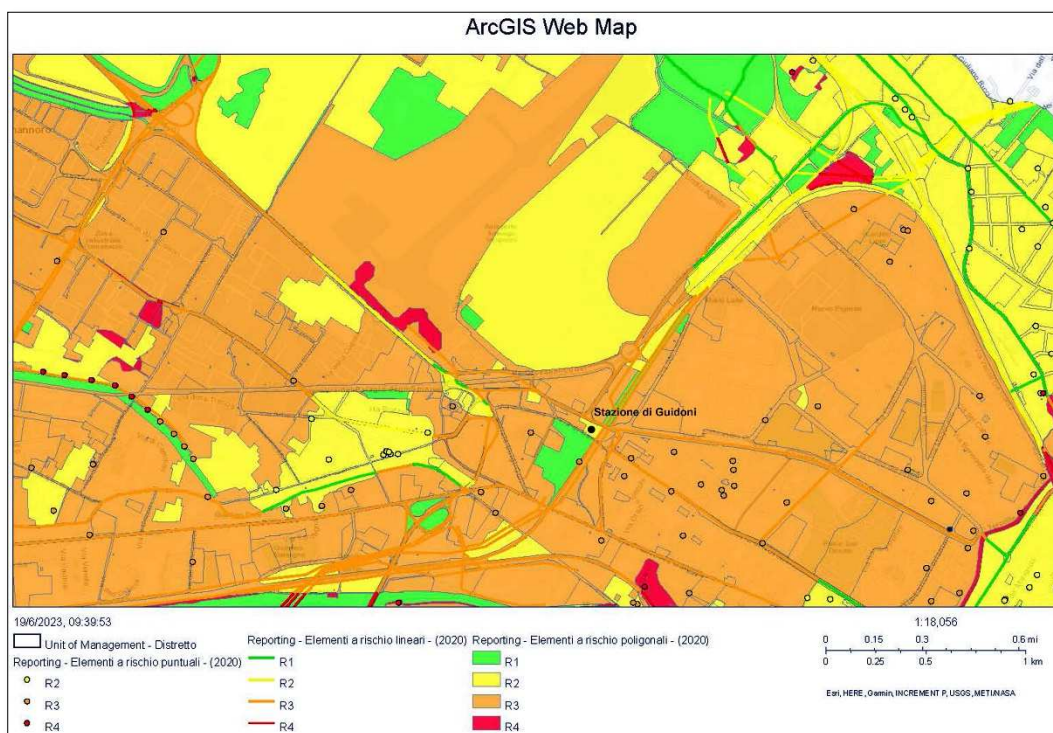 ArcGIS Web Map
Stazione di Guidoni
19/6/2023, 09:39:53
1:18,056
Unit of Management - Distretto
Reporting - Elementi a rischio puntuali - (2020)
R2
R3
R4
Reporting - Elementi a rischio lineari - (2020)
R1
R2
R3
R4
Reporting - Elementi a rischio poligonali - (2020)
R1
R2
R3
R4
0 0.15 0.3 0.6 mi
0 0.25 0.5 1 km
Esri, HERE, Garmin, INCREMENT P, USGS, METI/NASA